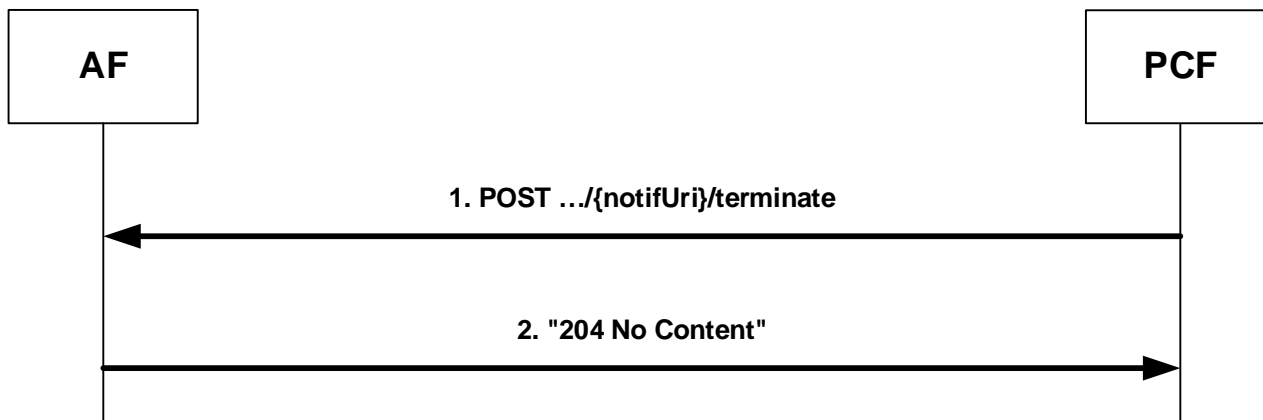 AF
PCF
1. POST …/{notifUri}/terminate
2. "204 No Content"